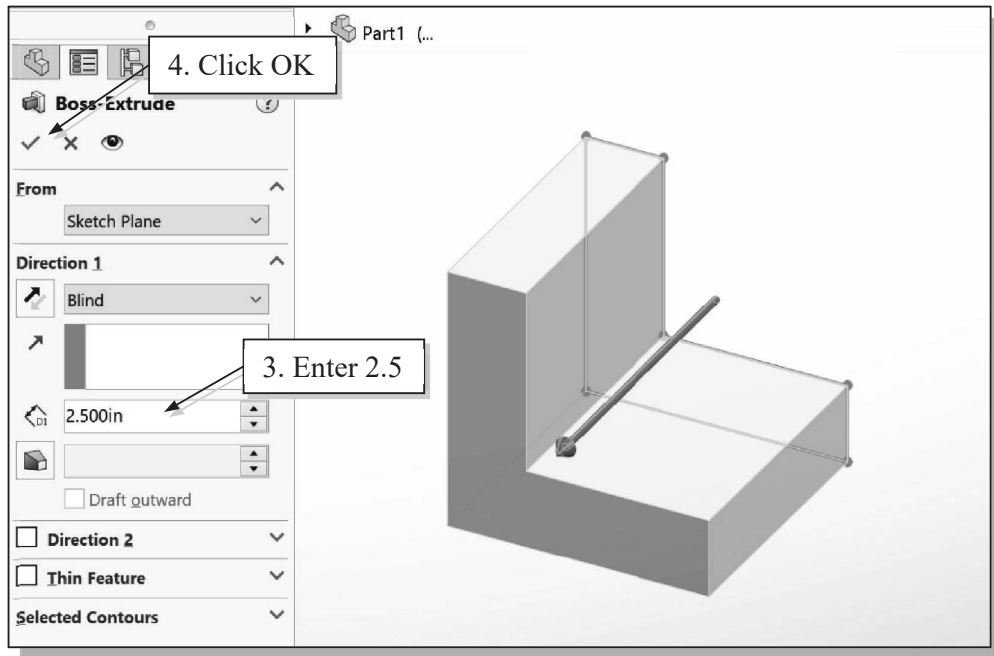 Part1 (...
4. Click OK
Boss-Extrude
From
Sketch Plane
Direction 1
Blind
3. Enter 2.5
D1
2.500in
Draft outward
Direction 2
Thin Feature
Selected Contours